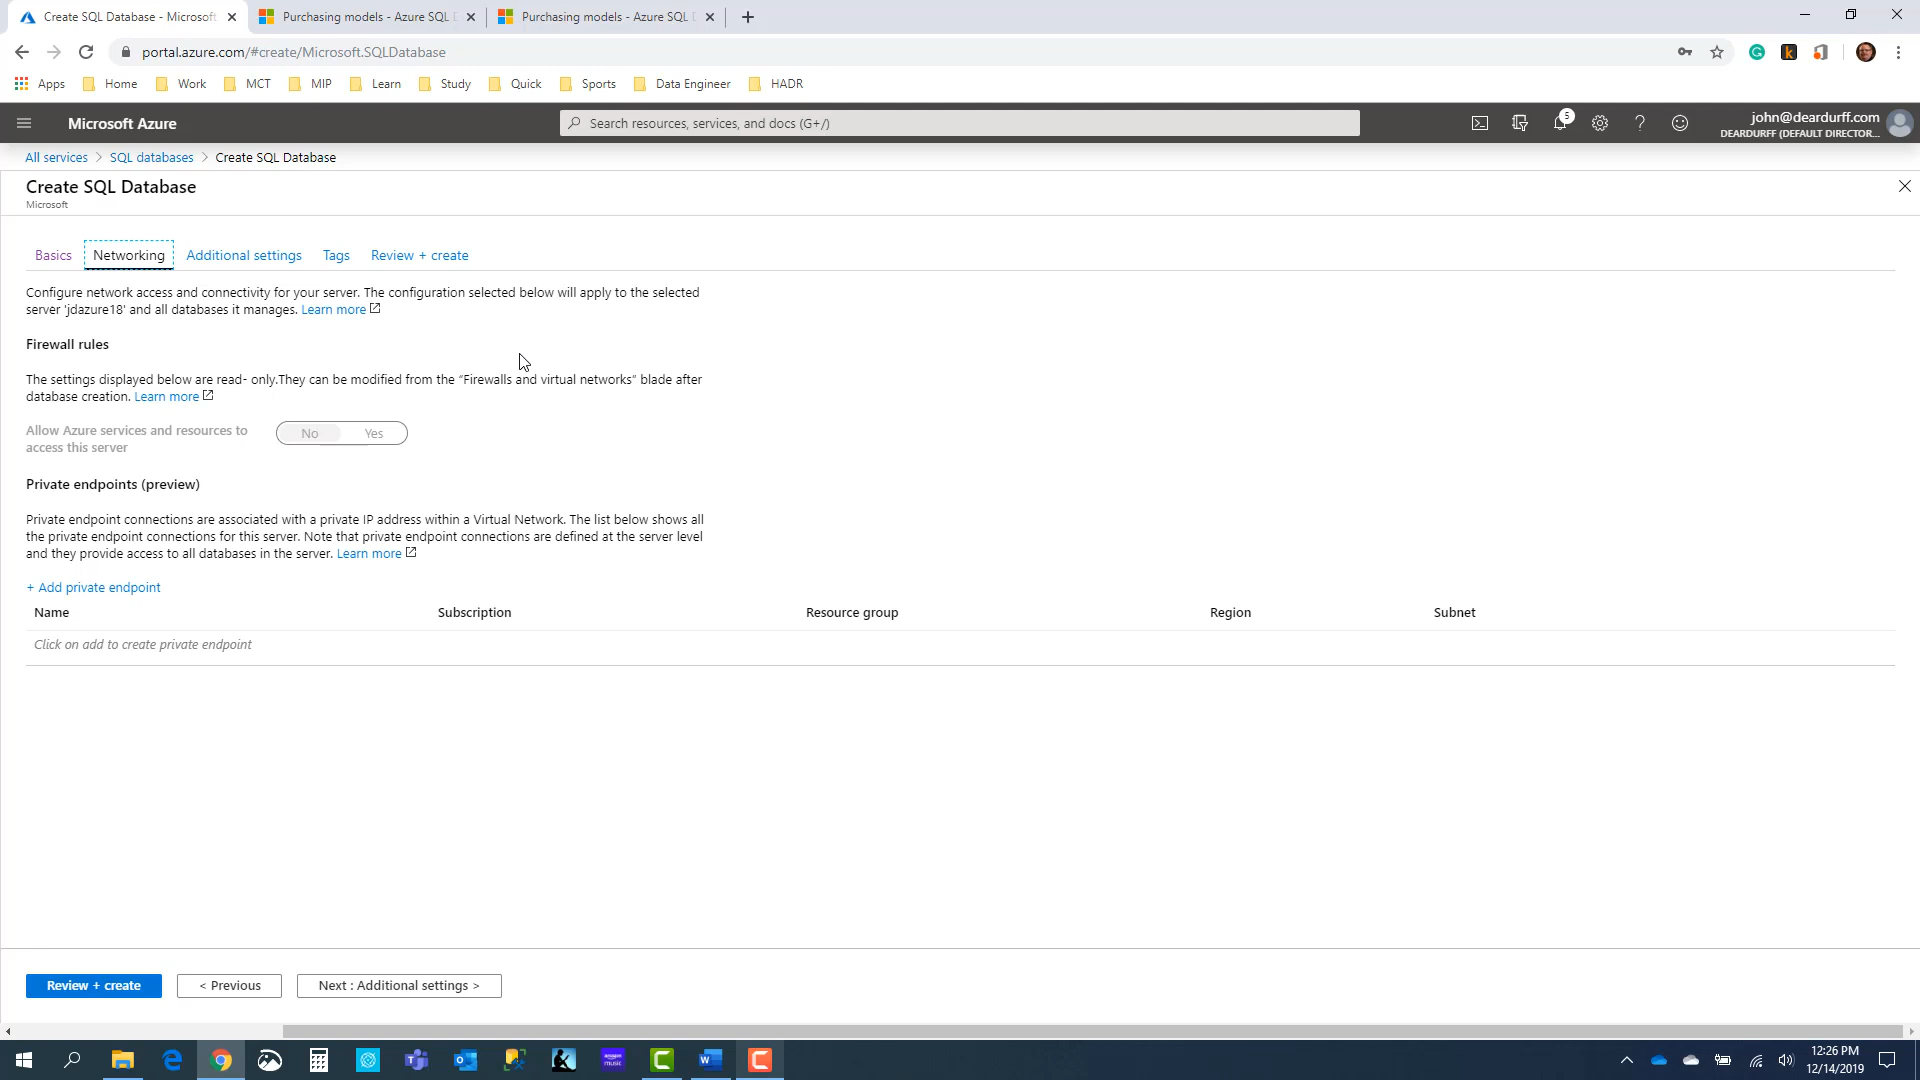 Create SQL Database - Microsoft
Purchasing models - Azure SQL D
Purchasing models - Azure SQL D
portal.azure.com/#create/Microsoft.SQLDatabase
Apps
Home
Work
MCT
MIP
Learn
Study
Quick
Sports
Data Engineer
HADR
Microsoft Azure
Search resources, services, and docs (G+/)
5
john@deardurff.com
DEARDURFF (DEFAULT DIRECTOR...
All services > SQL databases > Create SQL Database
Create SQL Database
Microsoft
Basics
Networking
Additional settings
Tags
Review + create
Configure network access and connectivity for your server. The configuration selected below will apply to the selected
server 'jdazure18' and all databases it manages. Learn more
Firewall rules
The settings displayed below are read- only.They can be modified from the “Firewalls and virtual networks” blade after
database creation. Learn more
Allow Azure services and resources to
access this server
No
Yes
Private endpoints (preview)
Private endpoint connections are associated with a private IP address within a Virtual Network. The list below shows all
the private endpoint connections for this server. Note that private endpoint connections are defined at the server level
and they provide access to all databases in the server. Learn more
+ Add private endpoint
Name
Subscription
Resource group
Region
Subnet
Click on add to create private endpoint
Review + create
< Previous
Next : Additional settings >
amazon music
12:26 PM
12/14/2019